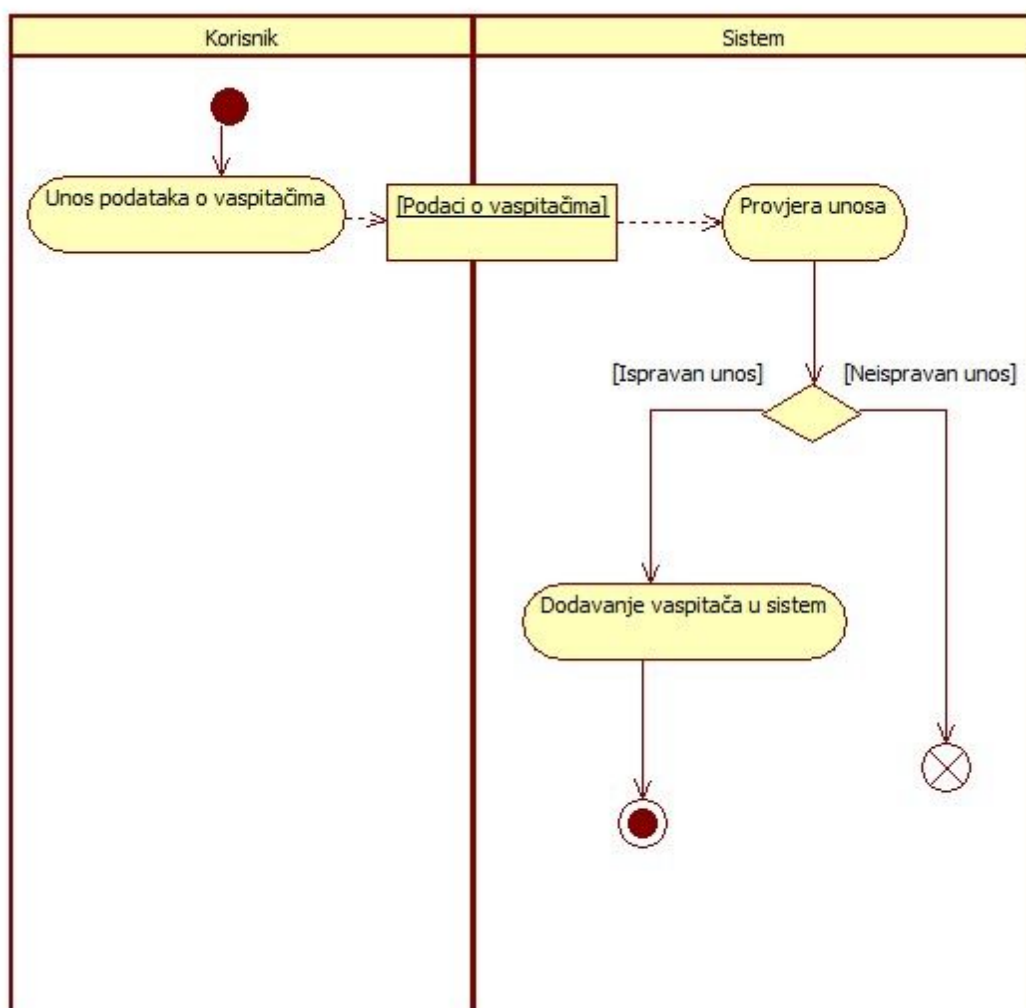 Korisnik
Sistem
Unos podataka o vaspitačima
[Podaci o vaspitačima]
Provjera unosa
[Ispravan unos]
[Neispravan unos]
Dodavanje vaspitača u sistem